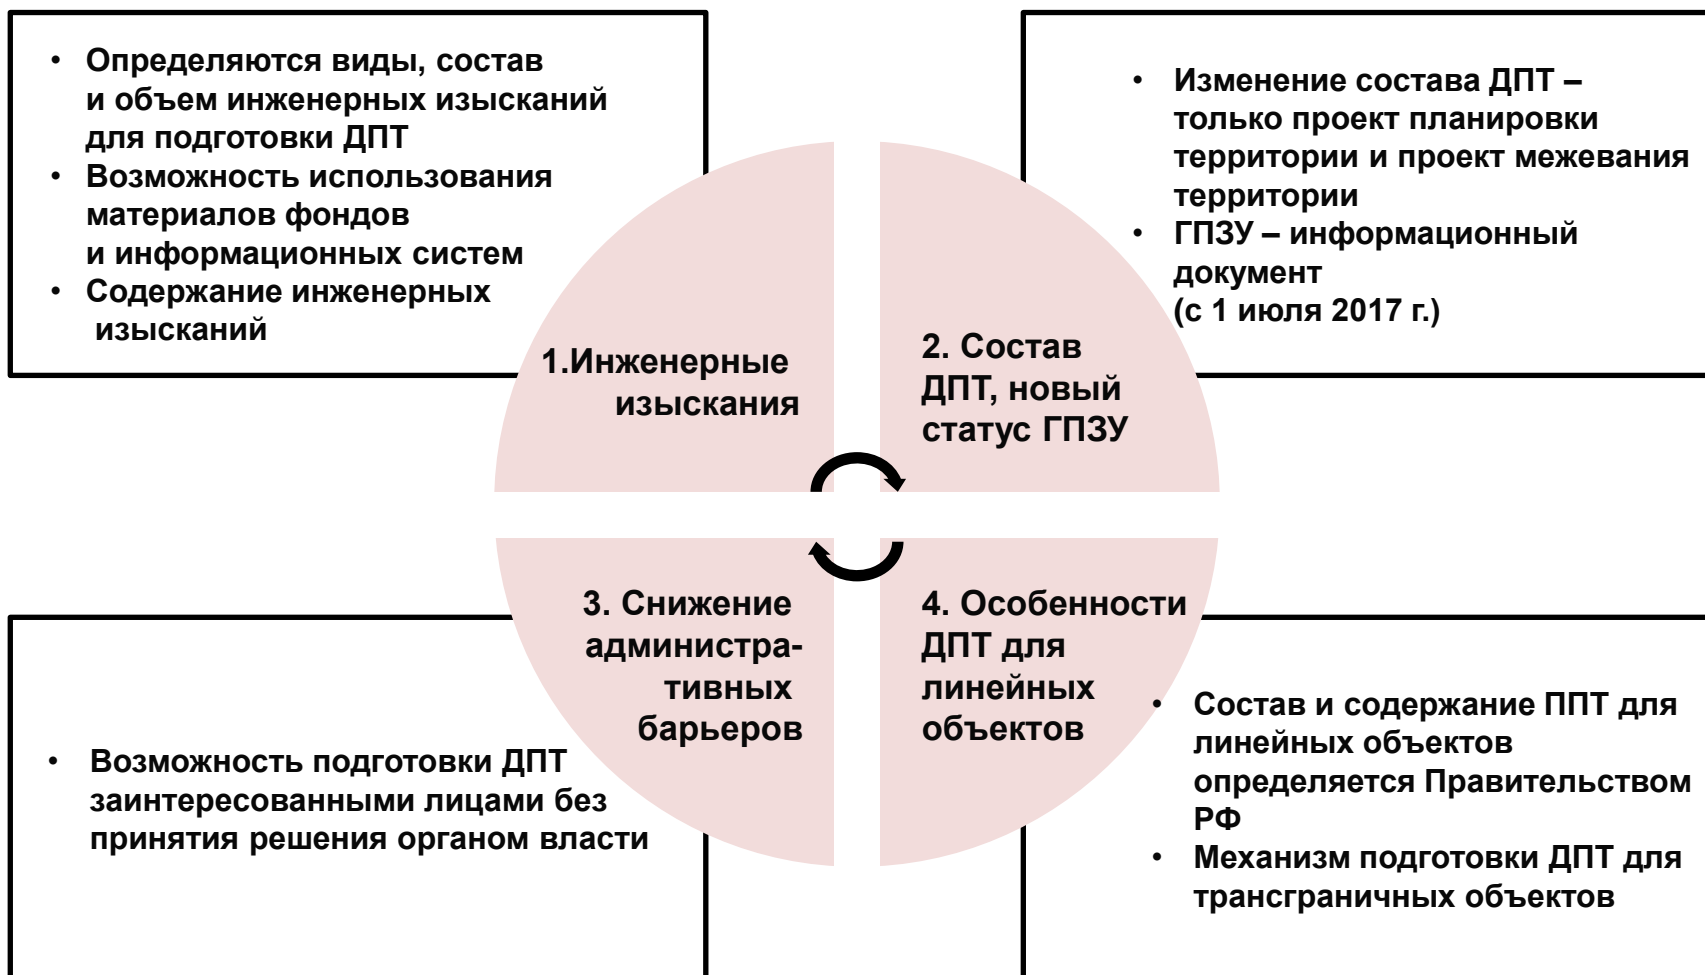 • Определяются виды, состав
и объем инженерных изысканий
для подготовки ДПТ
• Возможность использования
материалов фондов
и информационных систем
• Содержание инженерных
изысканий
• Изменение состава ДПТ –
только проект планировки
территории и проект межевания
территории
• ГПЗУ – информационный
документ
(с 1 июля 2017 г.)
1.Инженерные
изыскания
2. Состав
ДПТ, новый
статус ГПЗУ
3. Снижение
администра-
тивных
барьеров
4. Особенности
ДПТ для
линейных
объектов
• Возможность подготовки ДПТ
заинтересованными лицами без
принятия решения органом власти
• Состав и содержание ППТ для
линейных объектов
определяется Правительством
РФ
• Механизм подготовки ДПТ для
трансграничных объектов